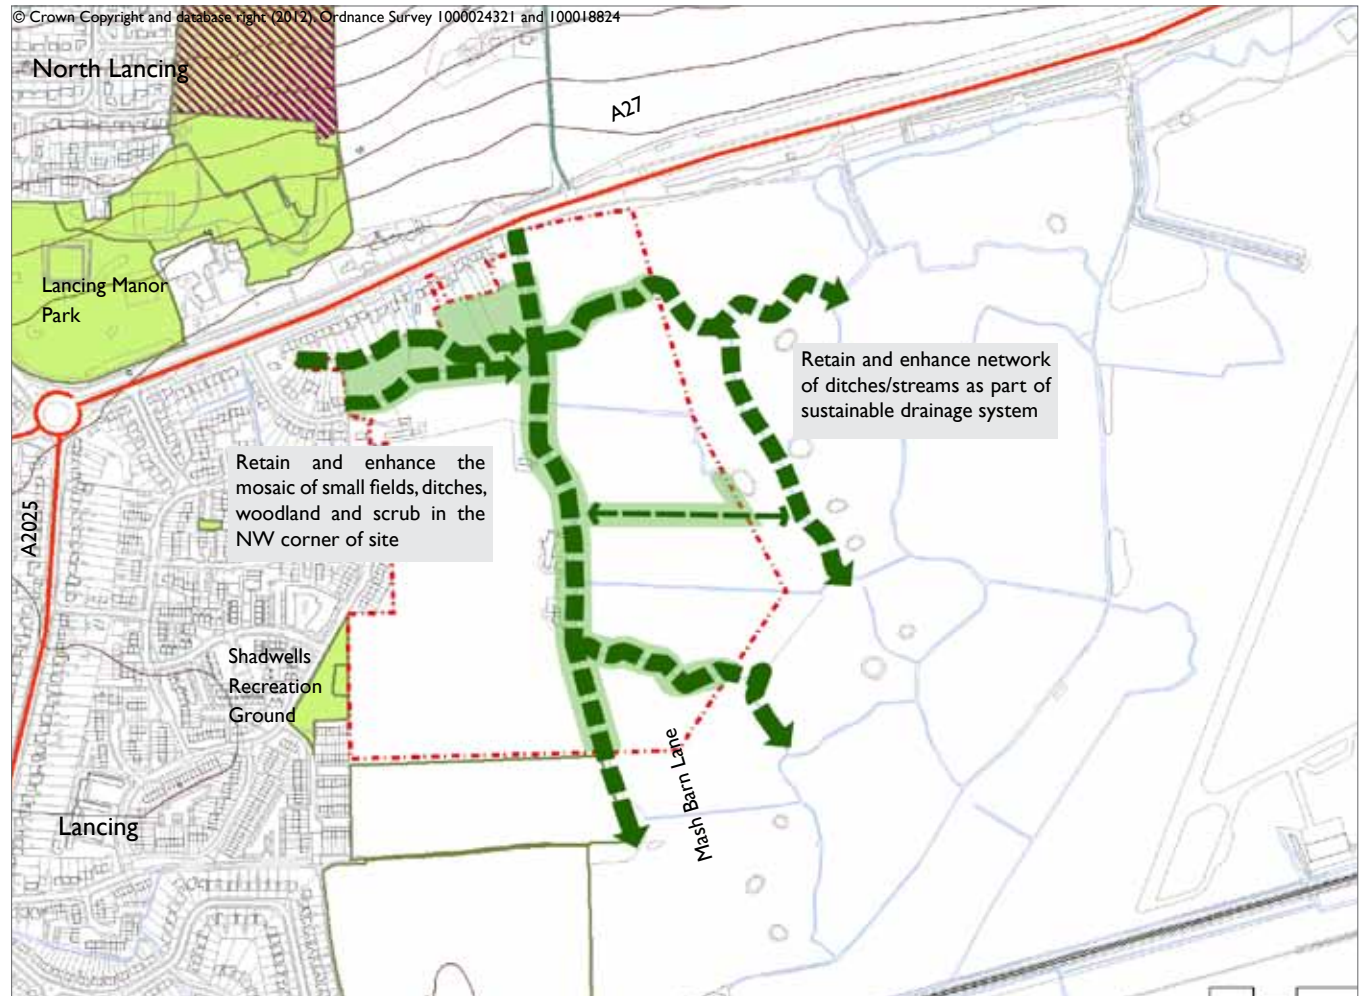 © Crown Copyright and database right (2012). Ordnance Survey 1000024321 and 100018824
North Lancing
A27
Lancing Manor
Park
Retain and enhance network
of ditches/streams as part of
sustainable drainage system
Retain and enhance the
mosaic of small fields, ditches,
woodland and scrub in the
NW corner of site
A2025
Shadwells
Recreation
Ground
Mash Barn Lane
Lancing